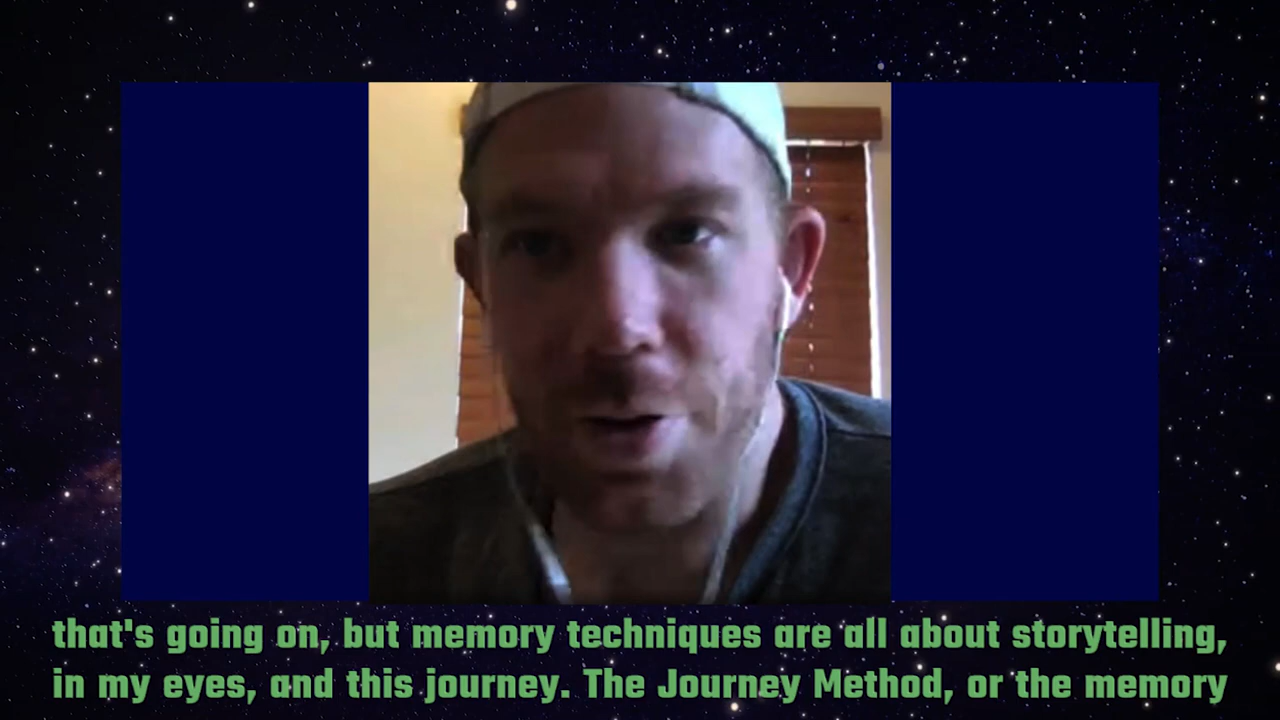 that's going on, but memory techniques are all about storytelling,
in my eyes, and this journey. The Journey Method, or the memory